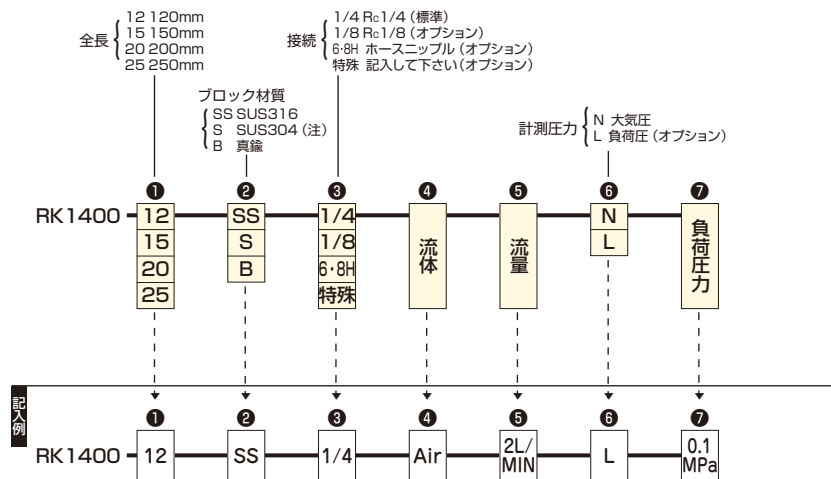 全長
12 120mm
15 150mm
20 200mm
25 250mm
接続
1/4 Rc1/4 (標準)
1/8 Rc1/8 (オプション)
6・8H ホースニップル (オプション)
特殊 記入して下さい (オプション)
ブロック材質
SS SUS316
S SUS304 (注)
B 真鍮
計測圧力
N 大気圧
L 負荷圧 (オプション)
❶ ❷ ❸ ❹ ❺ ❻ ❼
RK1400 12 SS 1/4 流体 流量 N 負荷圧力
15 S 1/8 L
20 B 6・8H
25 特殊
記入例
❶ ❷ ❸ ❹ ❺ ❻ ❼
RK1400 12 SS 1/4 Air 2L/MIN L 0.1 MPa